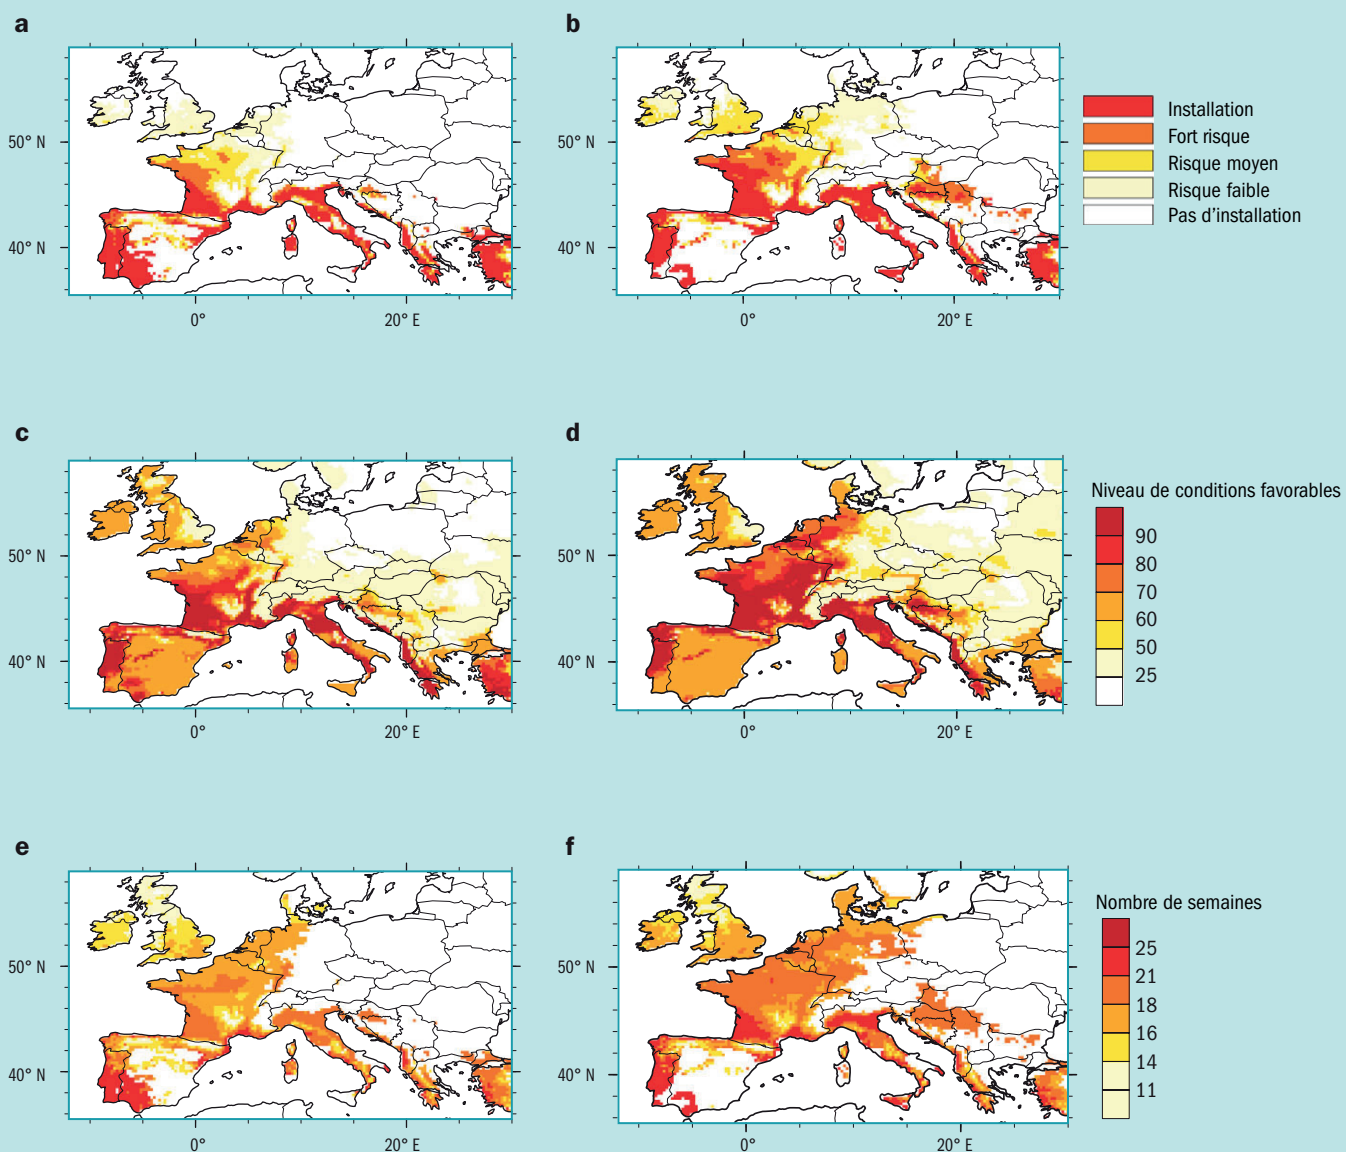 a
b
50° N
40° N
0°
20° E
50° N
40° N
0°
20° E
Installation
Fort risque
Risque moyen
Risque faible
Pas d'installation
c
d
50° N
40° N
0°
20° E
50° N
40° N
0°
20° E
Niveau de conditions favorables
90
80
70
60
50
25
e
f
50° N
40° N
0°
20° E
50° N
40° N
0°
20° E
Nombre de semaines
25
21
18
16
14
11